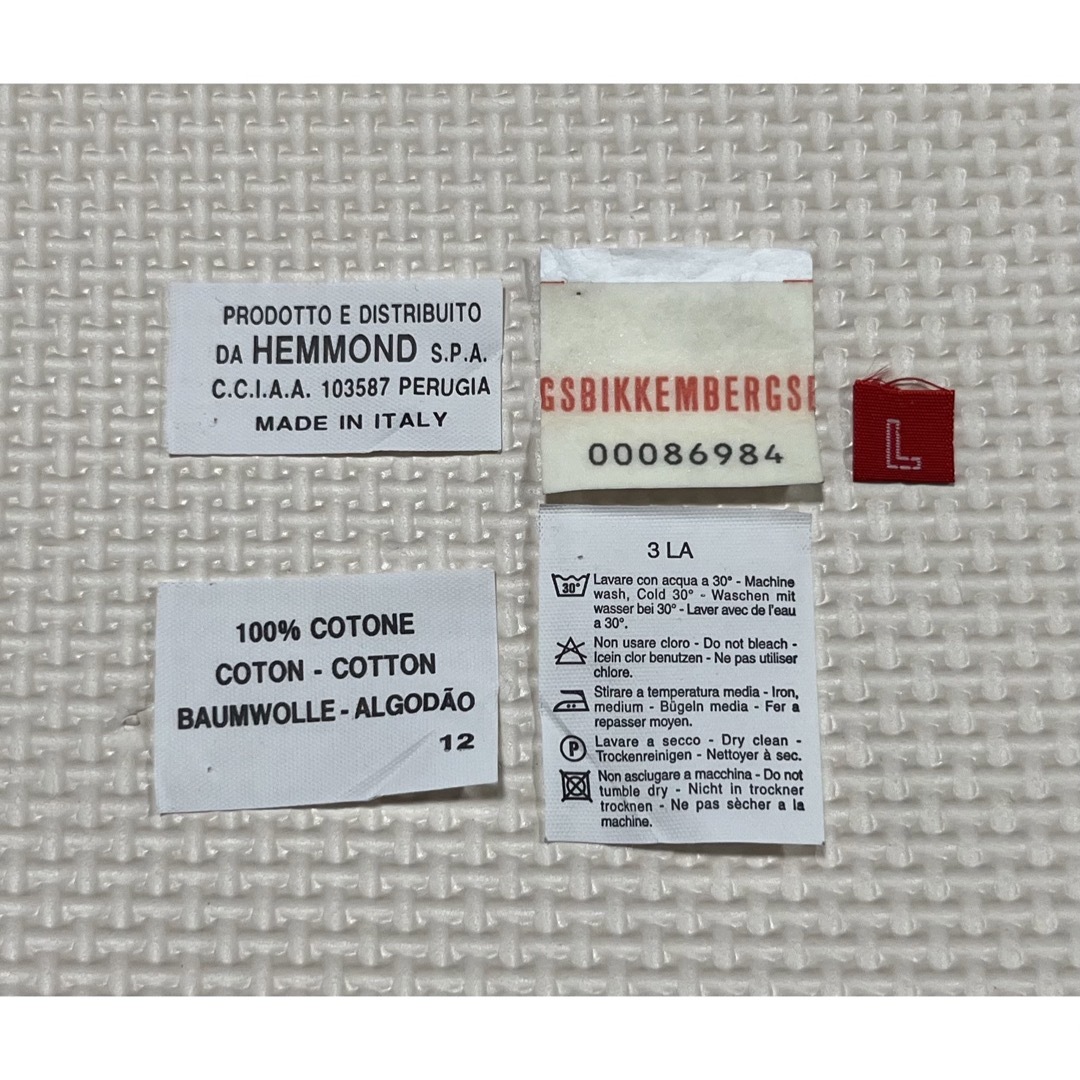 PRODOTTO E DISTRIBUITO
DA HEMMOND S.P.A.
C.C.I.A.A. 103587 PERUGIA
MADE IN ITALY
GSBIKKEMBERGSE
00086984
L
100% COTONE
COTON - COTTON
BAUMWOLLE - ALGODÃO
12
3 LA
30°
Lavare con acqua a 30° - Machine
wash, Cold 30° - Waschen mit
wasser bei 30° - Laver avec de l'eau
a 30°.
Non usare cloro - Do not bleach -
Icein clor benutzen - Ne pas utiliser
chlore.
Stirare a temperatura media - Iron,
medium - Bügeln media - Fer a
repasser moyen.
P
Lavare a secco - Dry clean -
Trockenreinigen - Nettoyer à sec.
Non asciugare a macchina - Do not
tumble dry - Nicht in trockner
trocknen - Ne pas sècher a la
machine.